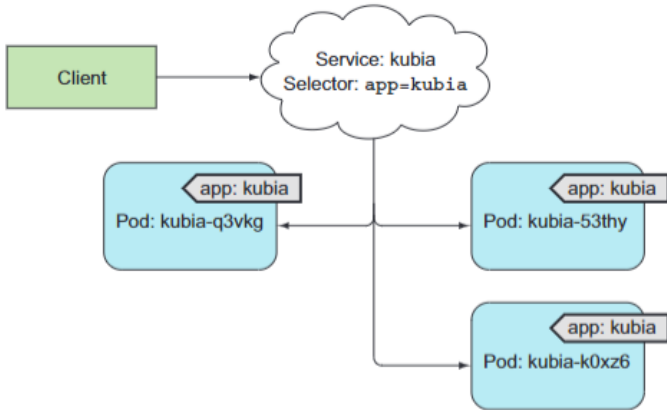 Client
Service: kubia
Selector: app=kubia
app: kubia
Pod: kubia-q3vkg
app: kubia
Pod: kubia-53thy
app: kubia
Pod: kubia-k0xz6